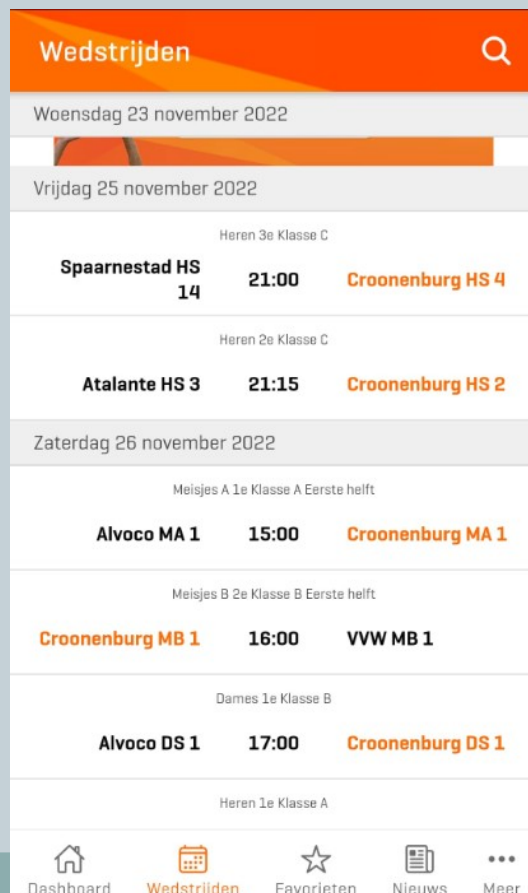 Wedstrijden
Woensdag 23 november 2022
Vrijdag 25 november 2022
Heren 3e Klasse C
Spaarnestad HS 21:00 Croonenburg HS 4
14
Heren 2e Klasse C
Atalante HS 3 21:15 Croonenburg HS 2
Zaterdag 26 november 2022
Meisjes A 1e Klasse A Eerste helft
Alvoco MA 1 15:00 Croonenburg MA 1
Meisjes B 2e Klasse B Eerste helft
Croonenburg MB 1 16:00 VVW MB 1
Dames 1e Klasse B
Alvoco DS 1 17:00 Croonenburg DS 1
Heren 1e Klasse A
Dashboard Wedstrijden Favorieten Nieuws Meer